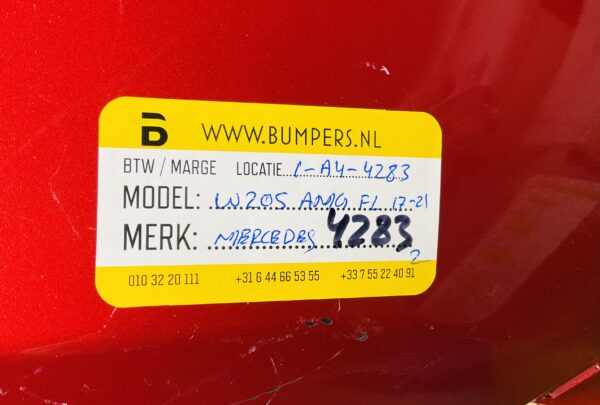 B
WWW.BUMPERS.NL
BTW / MARGE LOCATIE...1-A4-4283
MODEL: W205 AMG FL 17-21
MERK: MERCEDES 4283
2
010 32 20 111 +31 6 44 66 53 55 +33 7 55 22 40 91